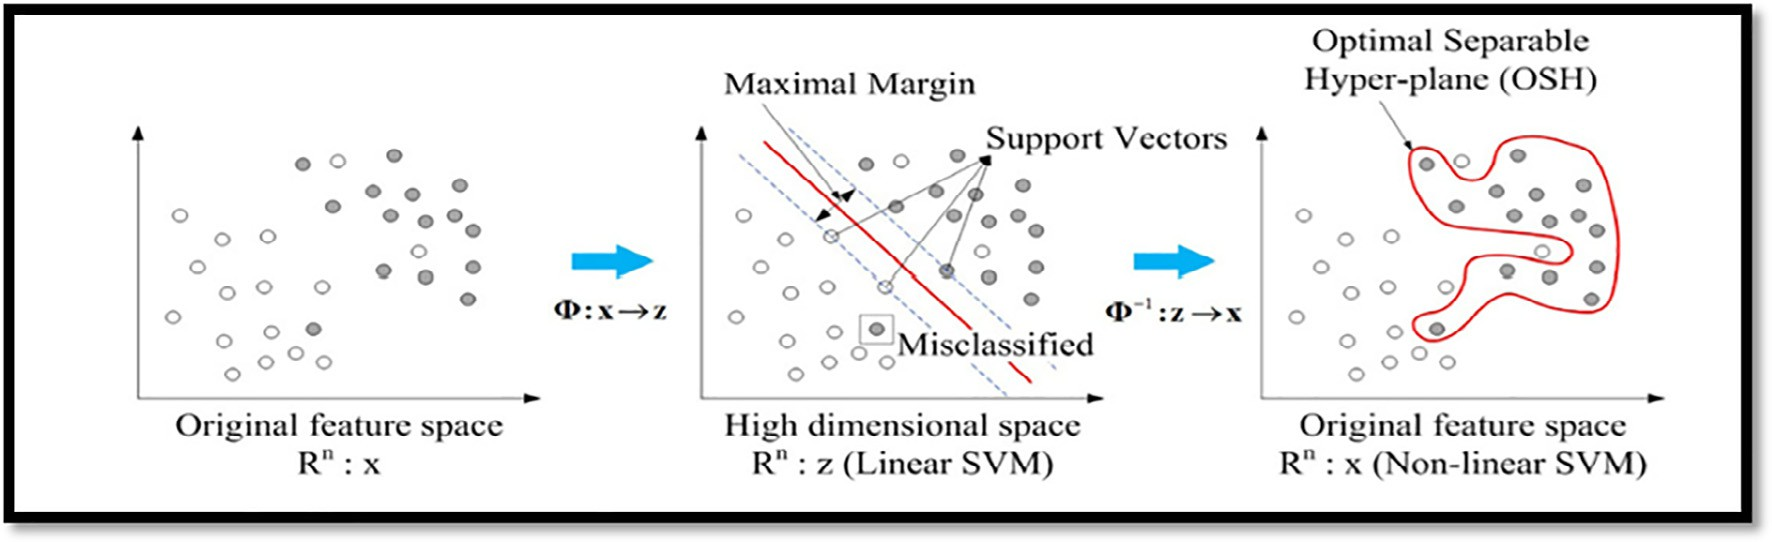 Optimal Separable
Hyper-plane (OSH)
Maximal Margin
Support Vectors
Φ : x → z
Φ⁻¹ : z → x
Misclassified
Original feature space
Rⁿ : x
High dimensional space
Rⁿ : z (Linear SVM)
Original feature space
Rⁿ : x (Non-linear SVM)